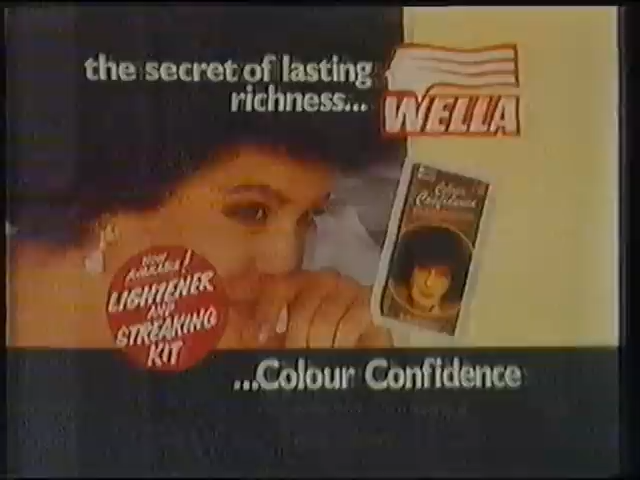 the secret of lasting
richness...
WELLA
Colour
Confidence
NOW
AVAILABLE!
LIGHTENER
AND
STREAKING
KIT
...Colour Confidence